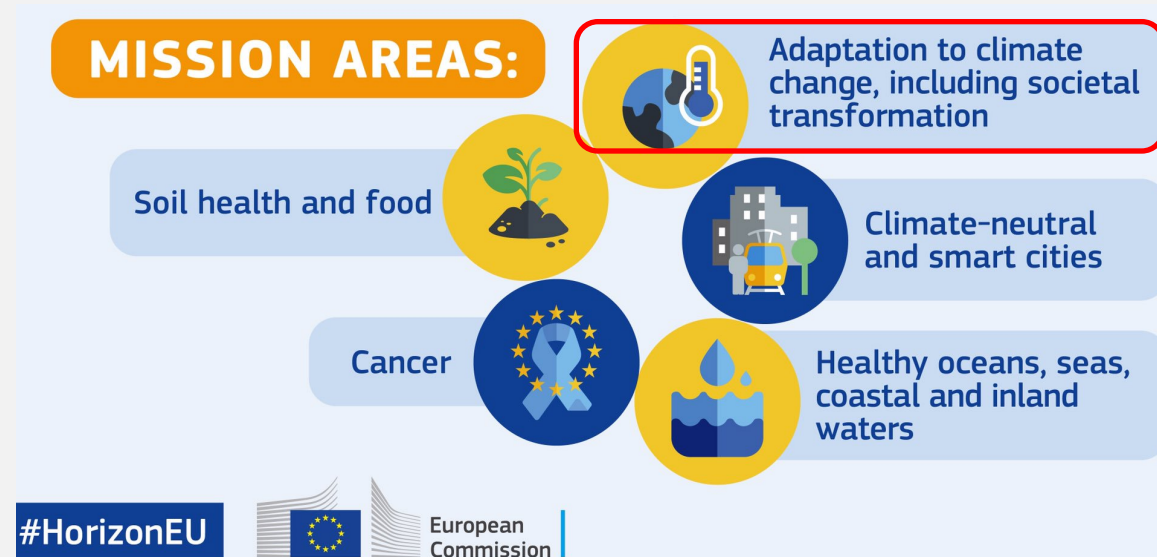 MISSION AREAS:
Adaptation to climate
change, including societal
transformation
Soil health and food
Climate-neutral
and smart cities
Cancer
Healthy oceans, seas,
coastal and inland
waters
#HorizonEU
European
Commission